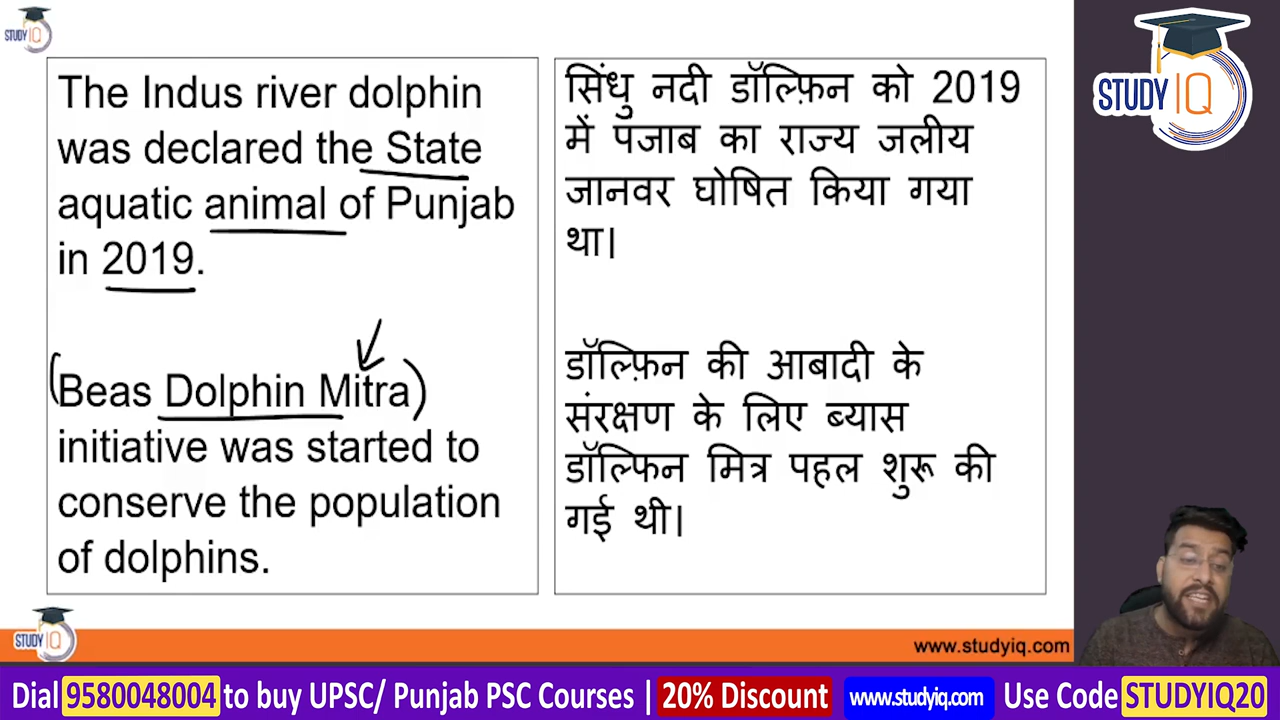 STUDY IQ
The Indus river dolphin
was declared the State
aquatic animal of Punjab
in 2019.
(Beas Dolphin Mitra)
initiative was started to
conserve the population
of dolphins.
सिंधु नदी डॉल्फ़िन को 2019
में पजाब का राज्य जलीय
जानवर घोषित किया गया
था।
डॉल्फ़िन की आबादी के
संरक्षण के लिए ब्यास
डॉल्फिन मित्र पहल शुरू की
गई थी।
STUDY IQ
STUDY IQ
www.studyiq.com
Dial 9580048004 to buy UPSC/ Punjab PSC Courses | 20% Discount www.studyiq.com Use Code STUDYIQ20